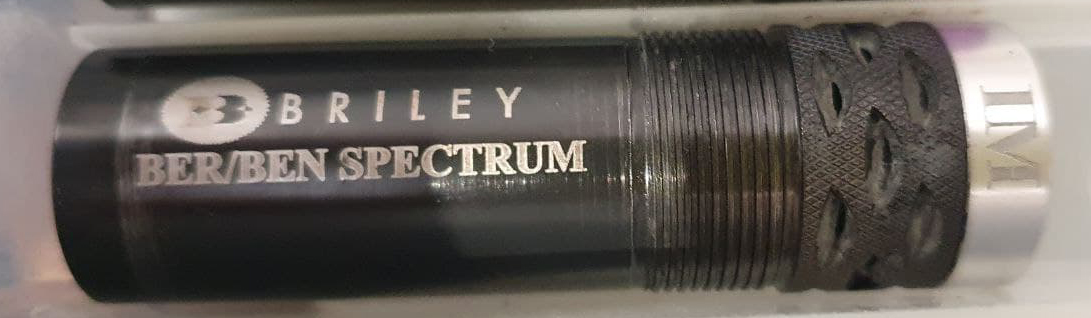 B BRILEY
BER/BEN SPECTRUM
IM